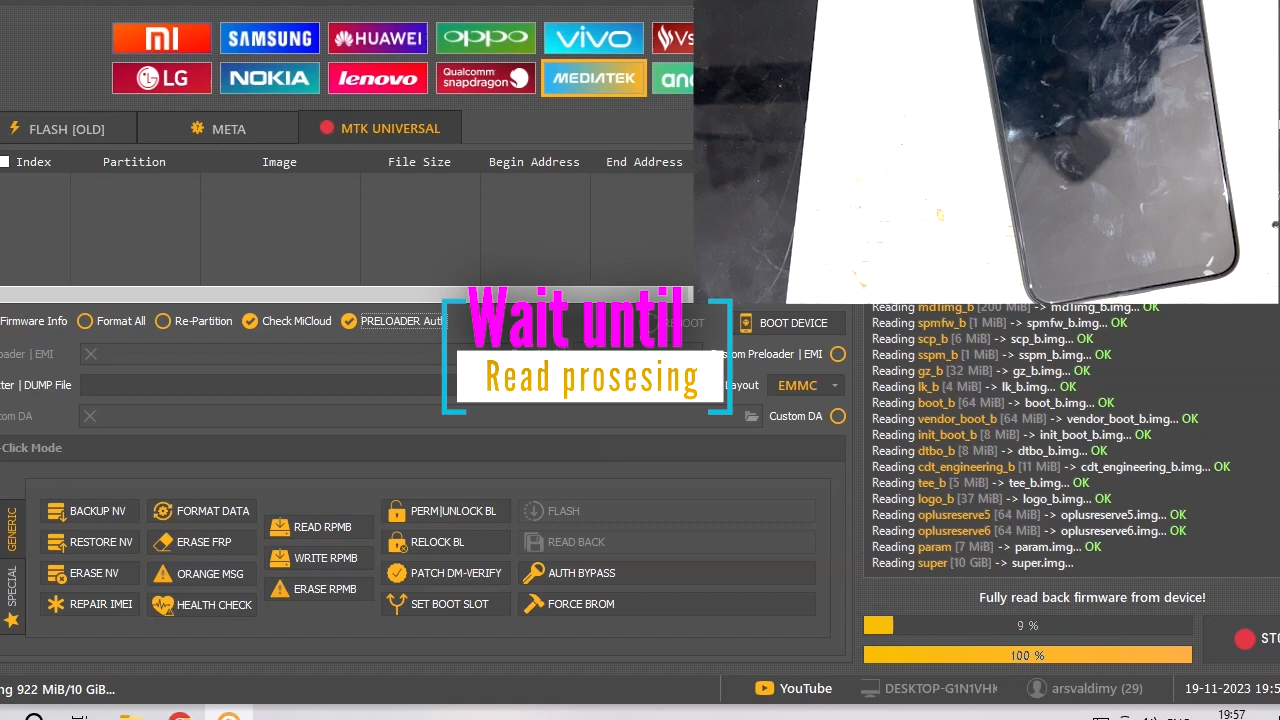 MI SAMSUNG HUAWEI OPPO vivo
LG NOKIA lenovo Qualcomm snapdragon MEDIATEK
FLASH [OLD] META MTK UNIVERSAL
Index Partition Image File Size Begin Address End Address
Firmware Info Format All Re-Partition BOOT DEVICE
Wait until
Read prosesing
EMI
DUMP File EMMC
DA Custom DA
-Click Mode
GENERIC
SPECIAL
BACKUP NV FORMAT DATA READ RPMB PERM|UNLOCK BL FLASH
RESTORE NV ERASE FRP WRITE RPMB RELOCK BL READ BACK
ERASE NV ORANGE MSG ERASE RPMB PATCH DM-VERIFY AUTH BYPASS
REPAIR IMEI HEALTH CHECK SET BOOT SLOT FORCE BROM
Reading md1img_b [200 MiB] -> md1img_b.img... OK
Reading spmfw_b [1 MiB] -> spmfw_b.img... OK
Reading scp_b [6 MiB] -> scp_b.img... OK
Reading sspm_b [1 MiB] -> sspm_b.img... OK
Reading gz_b [32 MiB] -> gz_b.img... OK
Reading lk_b [4 MiB] -> lk_b.img... OK
Reading boot_b [64 MiB] -> boot_b.img... OK
Reading vendor_boot_b [64 MiB] -> vendor_boot_b.img... OK
Reading init_boot_b [8 MiB] -> init_boot_b.img... OK
Reading dtbo_b [8 MiB] -> dtbo_b.img... OK
Reading cdt_engineering_b [11 MiB] -> cdt_engineering_b.img... OK
Reading tee_b [5 MiB] -> tee_b.img... OK
Reading logo_b [37 MiB] -> logo_b.img... OK
Reading oplusreserve5 [64 MiB] -> oplusreserve5.img... OK
Reading oplusreserve6 [64 MiB] -> oplusreserve6.img... OK
Reading param [7 MiB] -> param.img... OK
Reading super [10 GiB] -> super.img...
Fully read back firmware from device!
9 %
100 %
922 MiB/10 GiB... YouTube DESKTOP-G1N1VHK arsvaldimy (29) 19-11-2023
19:57